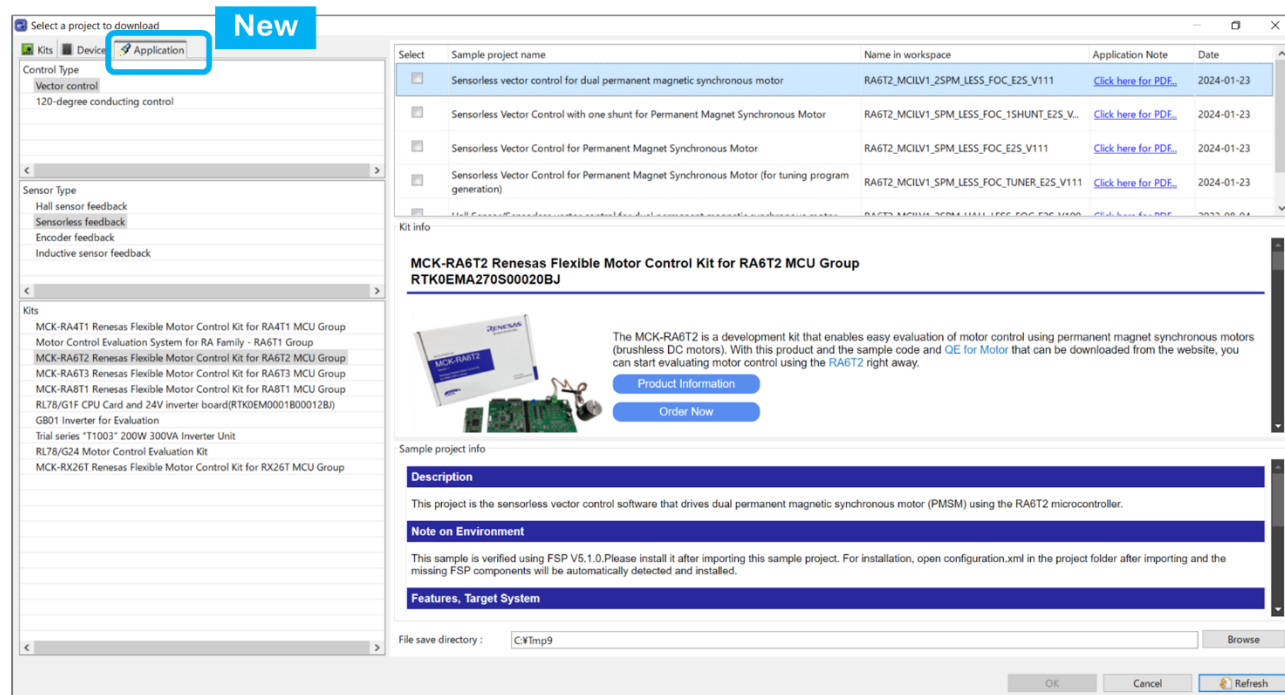 Select a project to download
New
Kits Device Application
Control Type
Vector control
120-degree conducting control
Sensor Type
Hall sensor feedback
Sensorless feedback
Encoder feedback
Inductive sensor feedback
Kits
MCK-RA4T1 Renesas Flexible Motor Control Kit for RA4T1 MCU Group
Motor Control Evaluation System for RA Family - RA6T1 Group
MCK-RA6T2 Renesas Flexible Motor Control Kit for RA6T2 MCU Group
MCK-RA6T3 Renesas Flexible Motor Control Kit for RA6T3 MCU Group
MCK-RA8T1 Renesas Flexible Motor Control Kit for RA8T1 MCU Group
RL78/G1F CPU Card and 24V inverter board(RTK0EM0001B00012BJ)
GB01 Inverter for Evaluation
Trial series "T1003" 200W 300VA Inverter Unit
RL78/G24 Motor Control Evaluation Kit
MCK-RX26T Renesas Flexible Motor Control Kit for RX26T MCU Group
Select Sample project name Name in workspace Application Note Date
Sensorless vector control for dual permanent magnetic synchronous motor RA6T2_MCILV1_2SPM_LESS_FOC_E2S_V111 Click here for PDF... 2024-01-23
Sensorless Vector Control with one shunt for Permanent Magnet Synchronous Motor RA6T2_MCILV1_SPM_LESS_FOC_1SHUNT_E2S_V... Click here for PDF... 2024-01-23
Sensorless Vector Control for Permanent Magnet Synchronous Motor RA6T2_MCILV1_SPM_LESS_FOC_E2S_V111 Click here for PDF... 2024-01-23
Sensorless Vector Control for Permanent Magnet Synchronous Motor (for tuning program
generation) RA6T2_MCILV1_SPM_LESS_FOC_TUNER_E2S_V111 Click here for PDF... 2024-01-23
Kit info
MCK-RA6T2 Renesas Flexible Motor Control Kit for RA6T2 MCU Group
RTK0EMA270S00020BJ
RENESAS
MCK-RA6T2
The MCK-RA6T2 is a development kit that enables easy evaluation of motor control using permanent magnet synchronous motors
(brushless DC motors). With this product and the sample code and QE for Motor that can be downloaded from the website, you
can start evaluating motor control using the RA6T2 right away.
Product Information
Order Now
Sample project info
Description
This project is the sensorless vector control software that drives dual permanent magnetic synchronous motor (PMSM) using the RA6T2 microcontroller.
Note on Environment
This sample is verified using FSP V5.1.0.Please install it after importing this sample project. For installation, open configuration.xml in the project folder after importing and the
missing FSP components will be automatically detected and installed.
Features, Target System
File save directory : C:¥Tmp9 Browse
OK Cancel Refresh